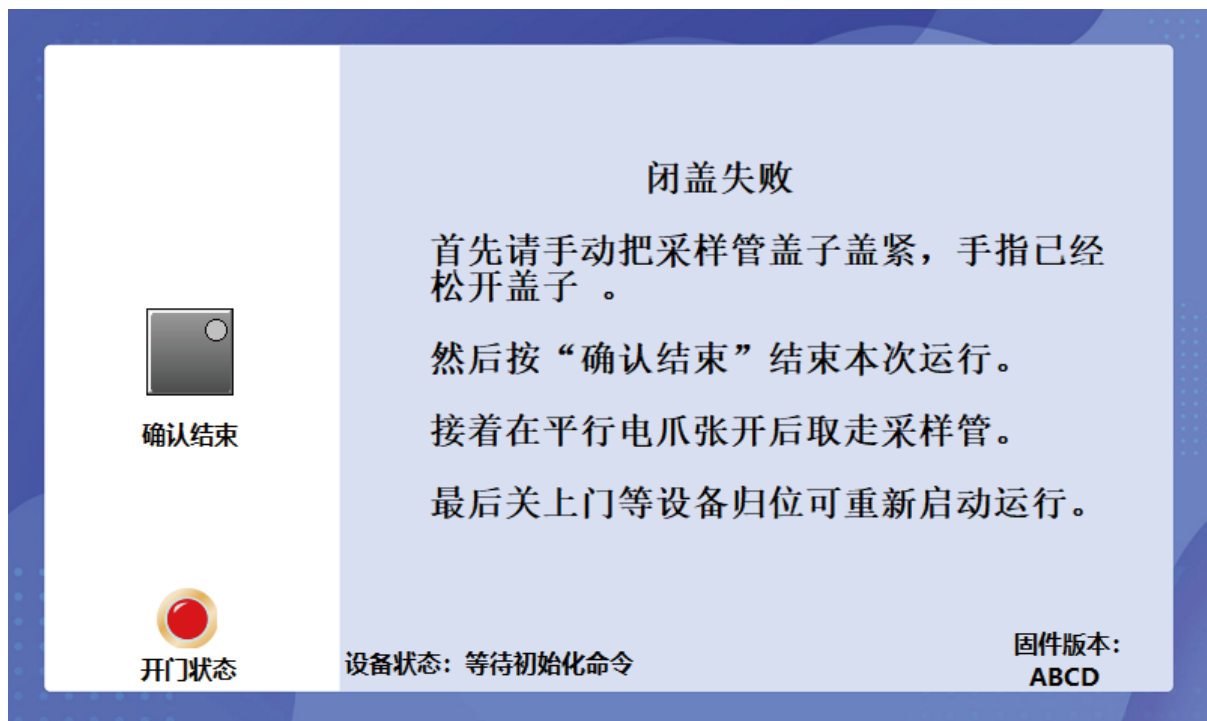 闭盖失败
首先请手动把采样管盖子盖紧，手指已经
松开盖子 。
然后按“确认结束”结束本次运行。
接着在平行电爪张开后取走采样管。
最后关上门等设备归位可重新启动运行。
确认结束
开门状态
设备状态：等待初始化命令
固件版本：
ABCD